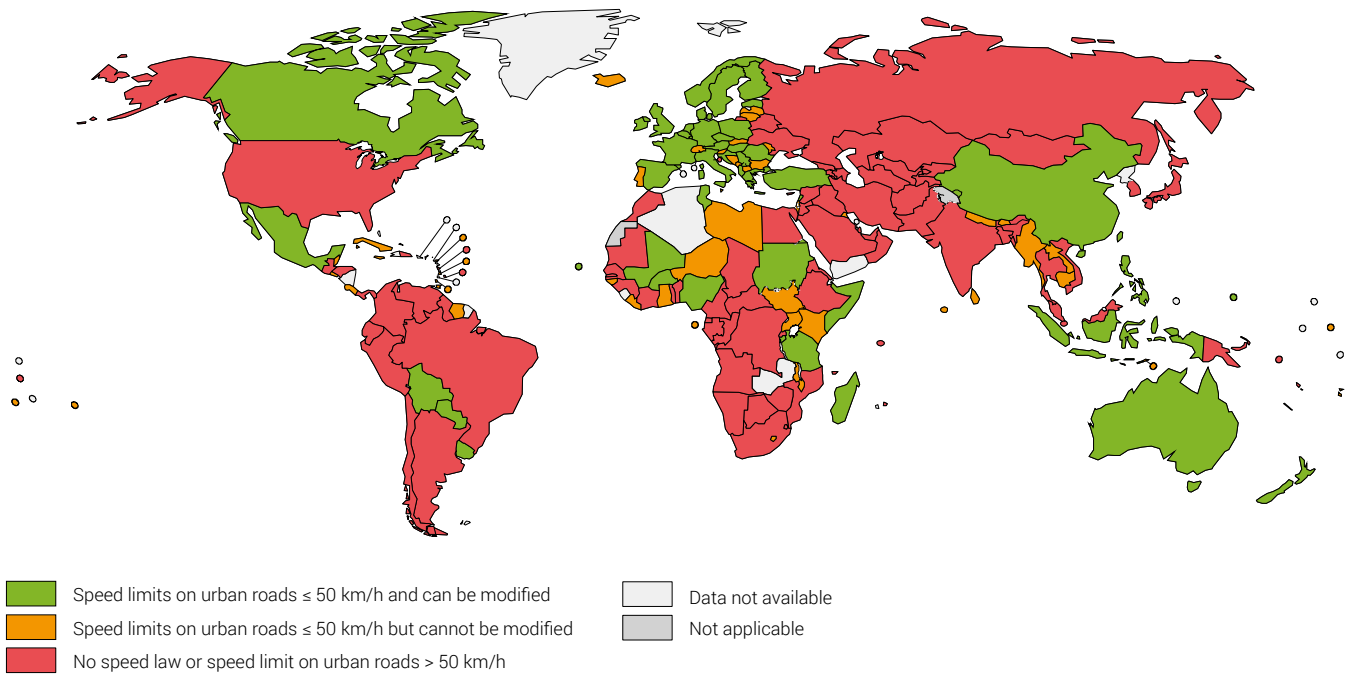 Speed limits on urban roads ≤ 50 km/h and can be modified
Speed limits on urban roads ≤ 50 km/h but cannot be modified
No speed law or speed limit on urban roads > 50 km/h
Data not available
Not applicable